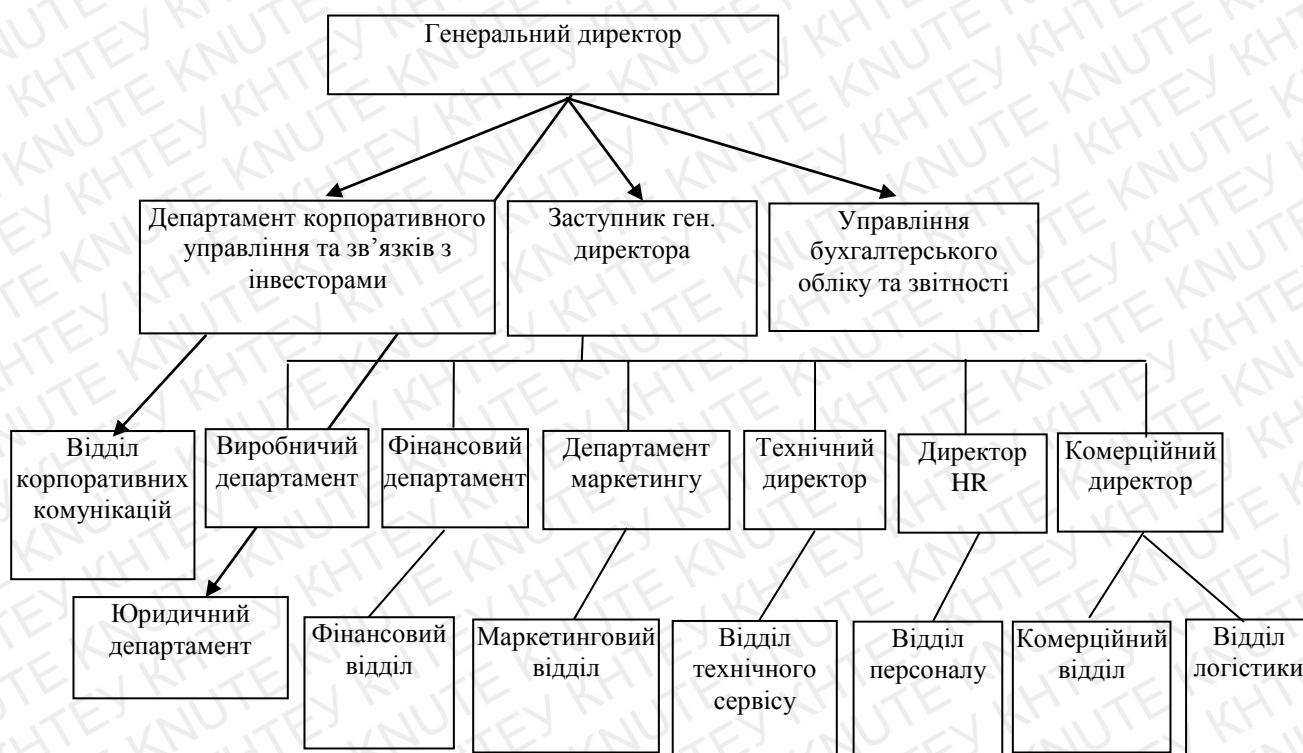 Генеральний директор
Департамент корпоративного
управління та зв’язків з
інвесторами
Заступник ген.
директора
Управління
бухгалтерського
обліку та звітності
Відділ
корпоративних
комунікацій
Виробничий
департамент
Фінансовий
департамент
Департамент
маркетингу
Технічний
директор
Директор
HR
Комерційний
директор
Юридичний
департамент
Фінансовий
відділ
Маркетинговий
відділ
Відділ
технічного
сервісу
Відділ
персоналу
Комерційний
відділ
Відділ
логістики